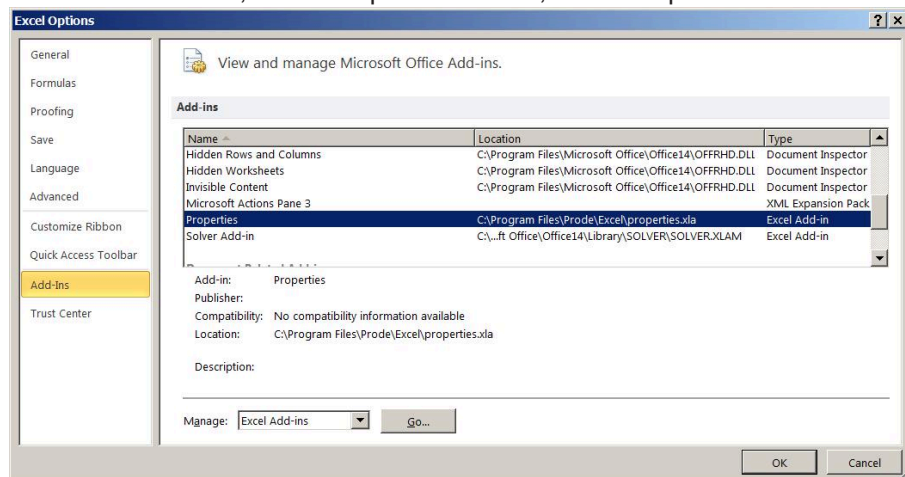 Excel Options
General
Formulas
Proofing
Save
Language
Advanced
Customize Ribbon
Quick Access Toolbar
Add-Ins
Trust Center
View and manage Microsoft Office Add-ins.
Add-ins
Name Location Type
Hidden Rows and Columns C:\Program Files\Microsoft Office\Office14\OFFRHD.DLL Document Inspector
Hidden Worksheets C:\Program Files\Microsoft Office\Office14\OFFRHD.DLL Document Inspector
Invisible Content C:\Program Files\Microsoft Office\Office14\OFFRHD.DLL Document Inspector
Microsoft Actions Pane 3 XML Expansion Pack
Properties C:\Program Files\Prode\Excel\properties.xla Excel Add-in
Solver Add-in C:\...ft Office\Office14\Library\SOLVER\SOLVER.XLAM Excel Add-in
Add-in: Properties
Publisher:
Compatibility: No compatibility information available
Location: C:\Program Files\Prode\Excel\properties.xla
Description:
Manage: Excel Add-ins Go...
OK Cancel